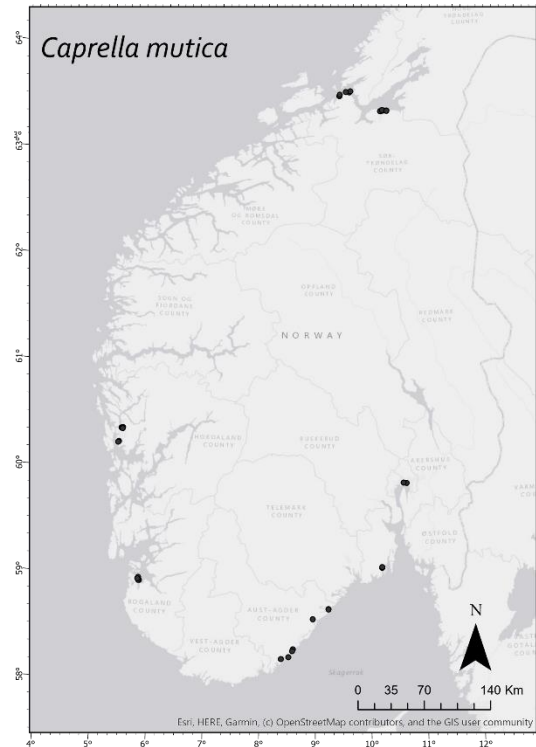 Caprella mutica
64°
63°
62°
61°
60°
59°
58°
COUNTY
SØR-
TRØNDELAG
COUNTY
MØRE
OG ROMSDAL
COUNTY
SOGN OG
FJORDANE
COUNTY
OPPLAND
COUNTY
HEDMARK
COUNTY
NORWAY
HORDALAND
COUNTY
BUSKERUD
COUNTY
AKERSHUS
COUNTY
TELEMARK
COUNTY
ØSTFOLD
COUNTY
ROGALAND
COUNTY
AUST-AGDER
COUNTY
VEST-AGDER
COUNTY
Skagerrak
N
0 35 70 140 Km
Esri, HERE, Garmin, (c) OpenStreetMap contributors, and the GIS user community
4° 5° 6° 7° 8° 9° 10° 11° 12°